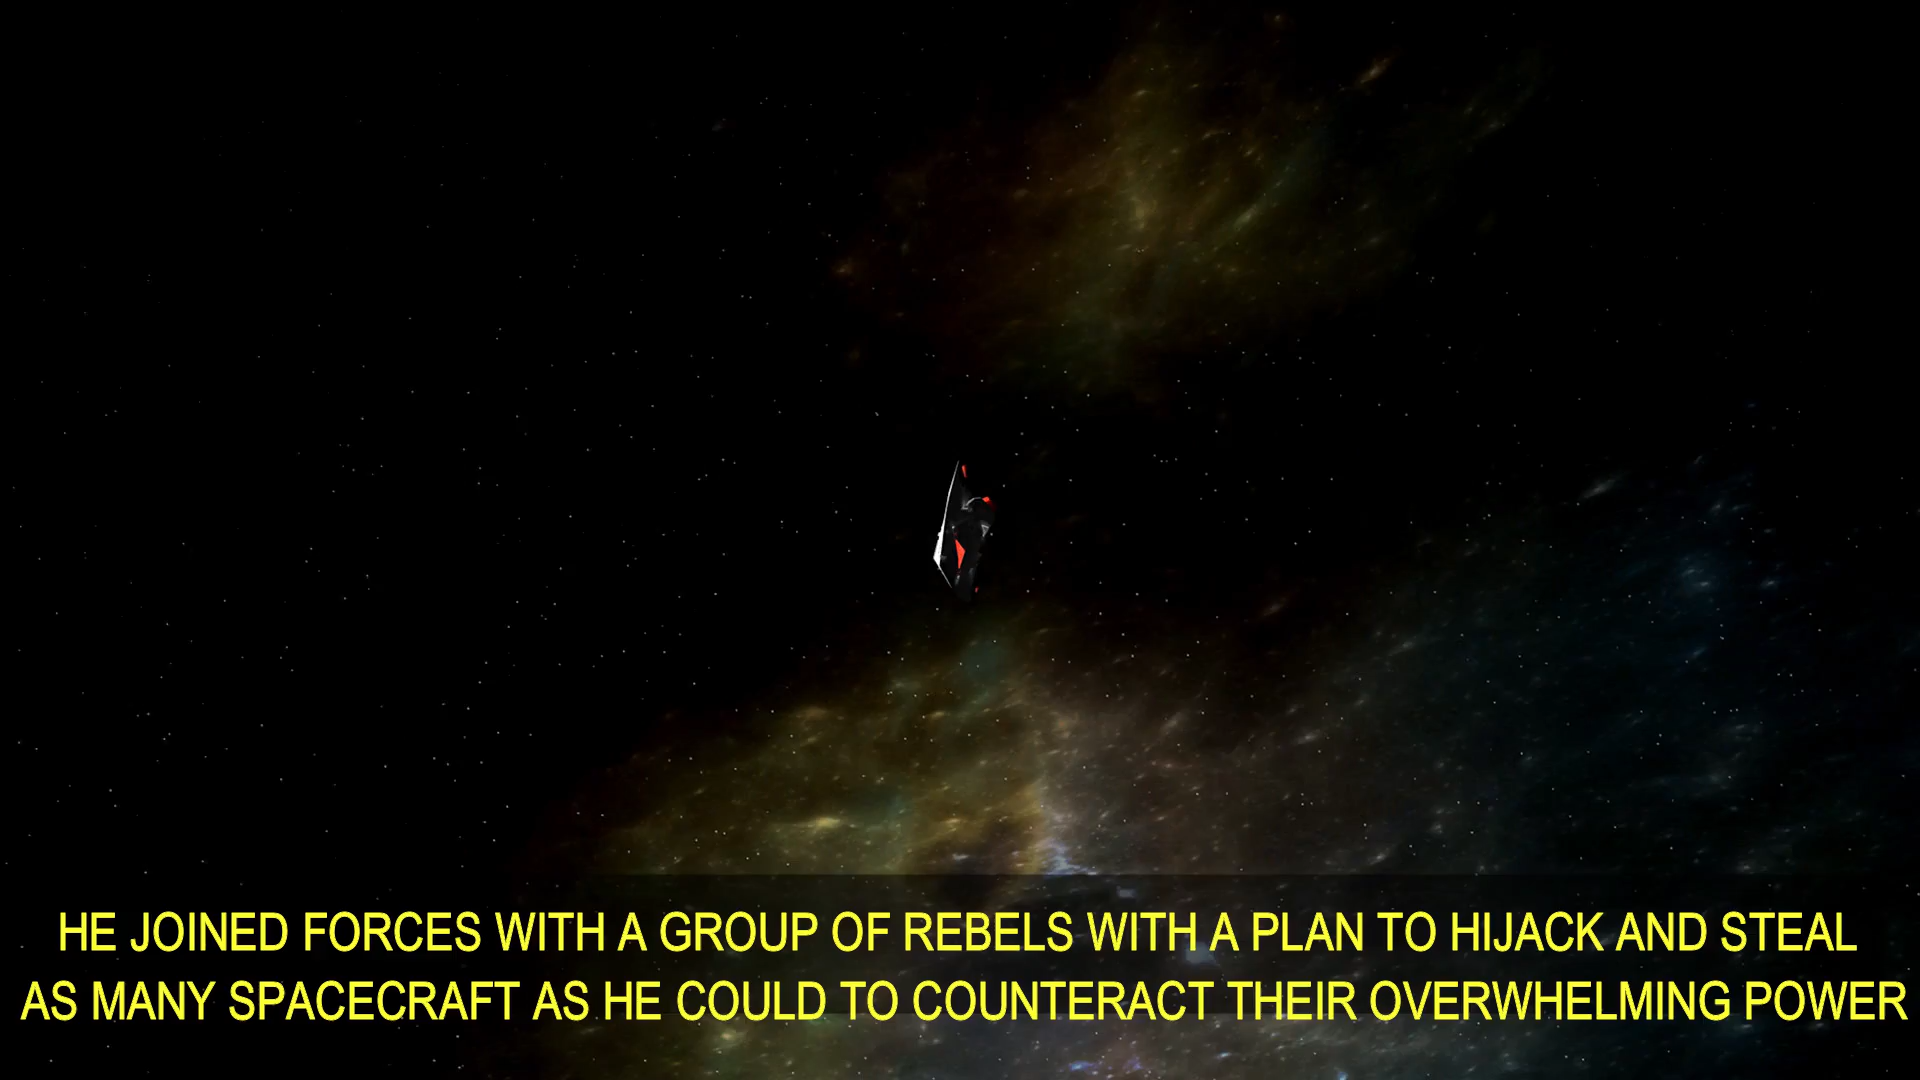 HE JOINED FORCES WITH A GROUP OF REBELS WITH A PLAN TO HIJACK AND STEAL
AS MANY SPACECRAFT AS HE COULD TO COUNTERACT THEIR OVERWHELMING POWER